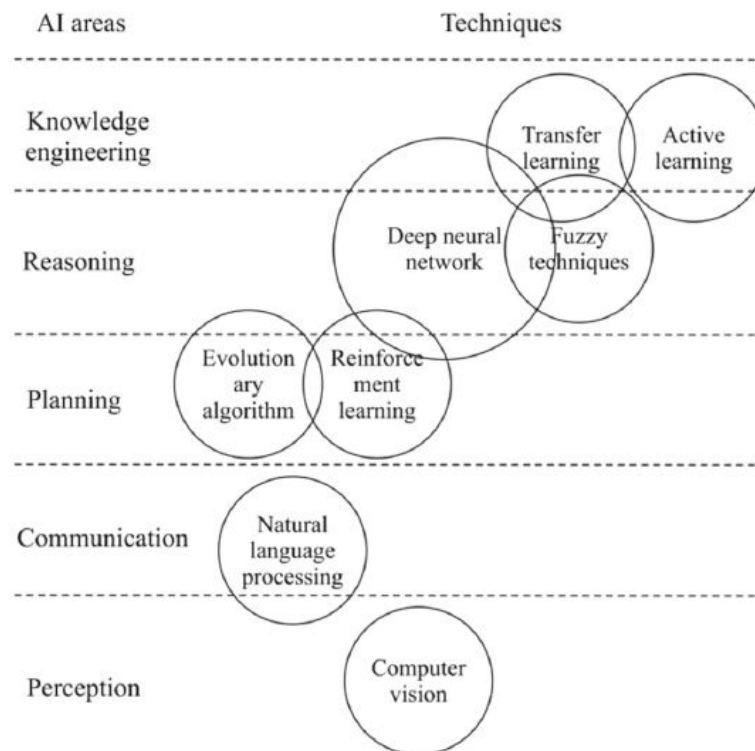 AI areas
Techniques
Knowledge
engineering
Transfer
learning
Active
learning
Reasoning
Deep neural
network
Fuzzy
techniques
Planning
Evolution
ary
algorithm
Reinforce
ment
learning
Communication
Natural
language
processing
Perception
Computer
vision